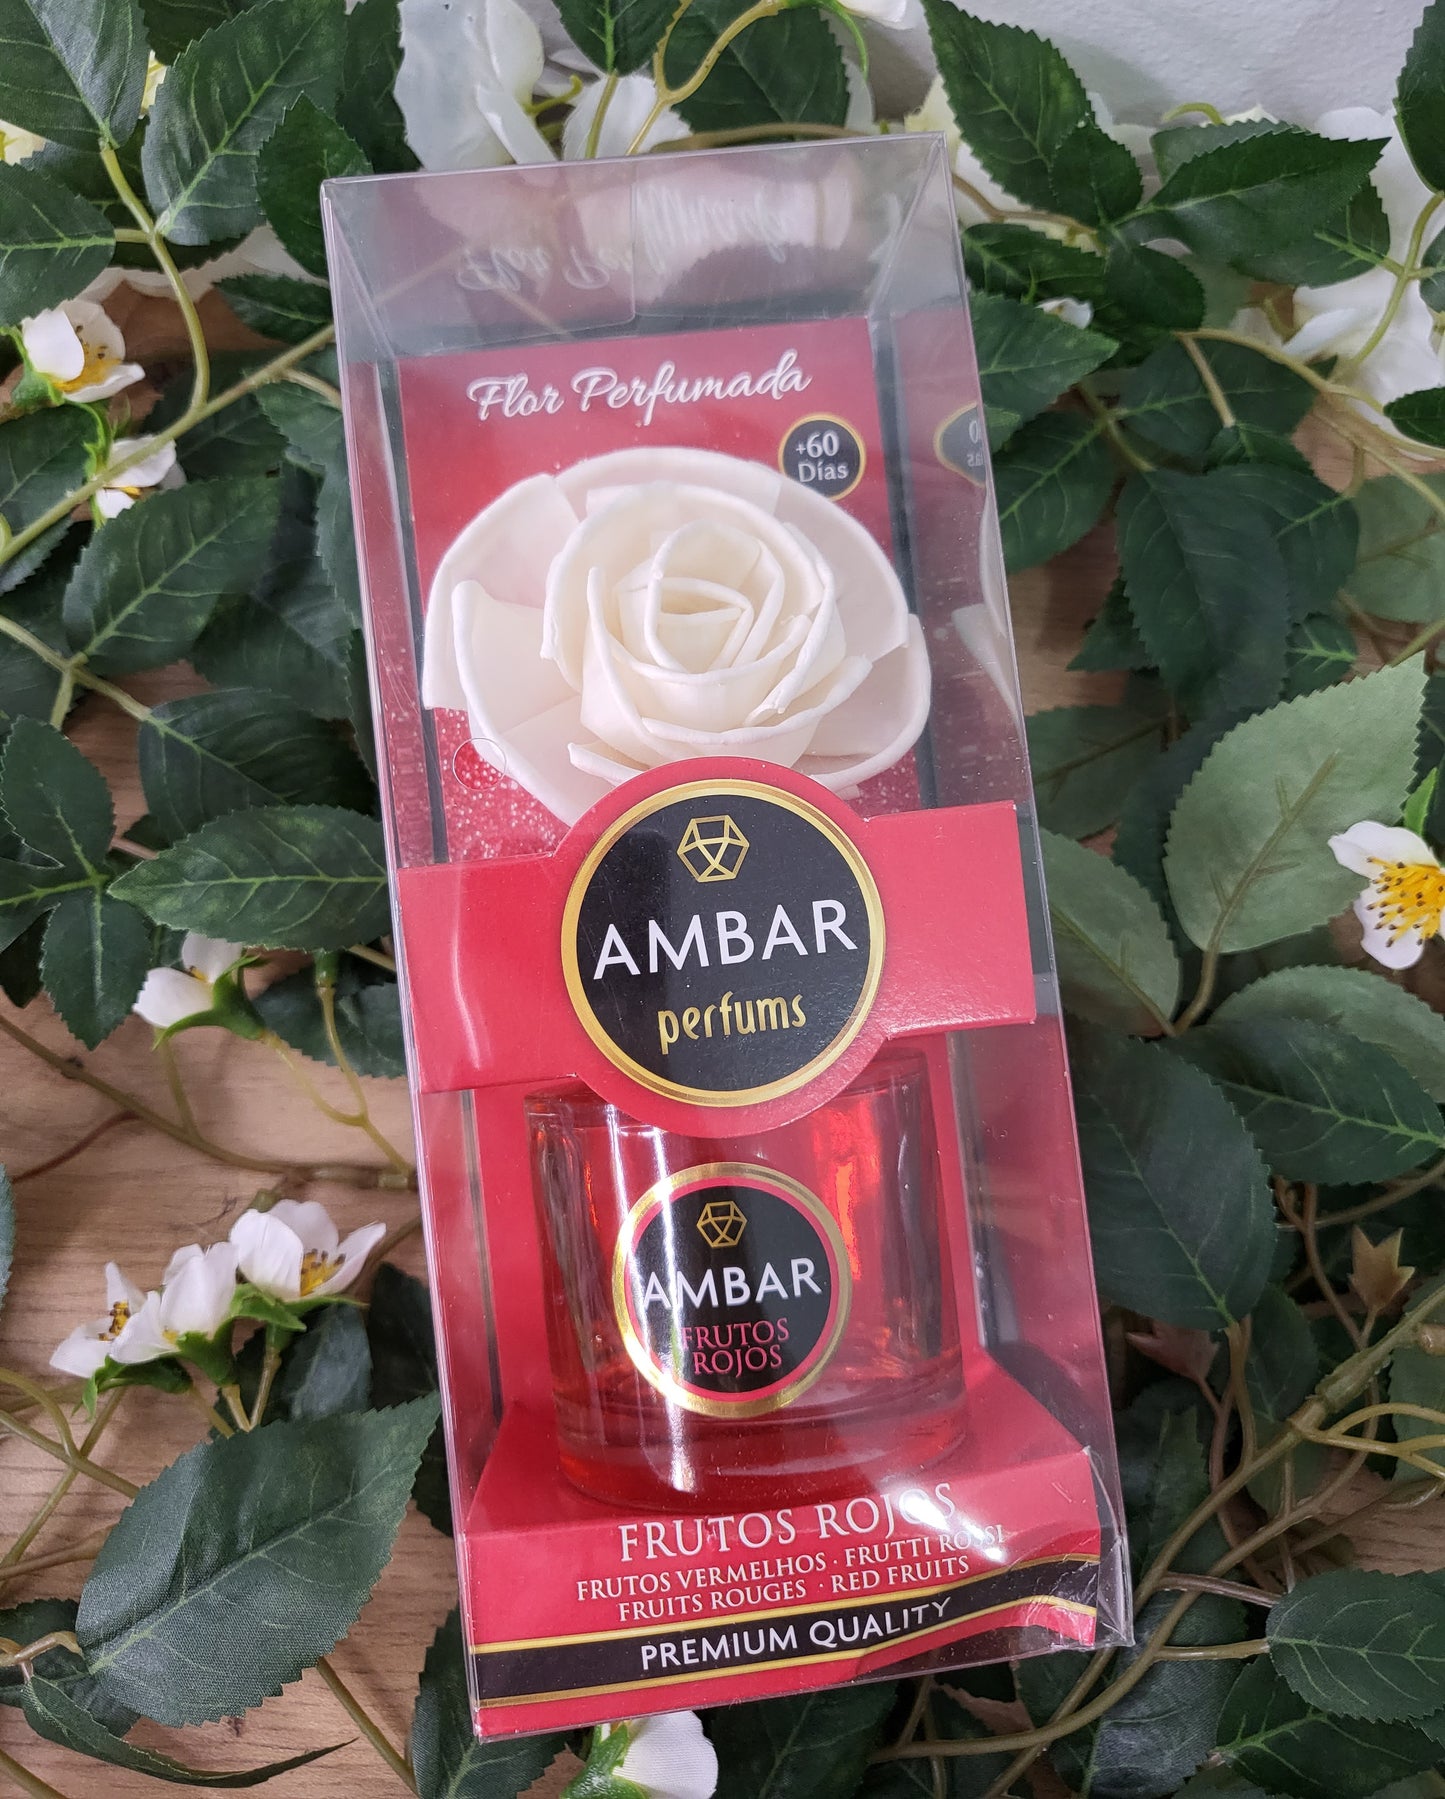 Flor Perfumada
+60
Días
AMBAR
perfums
AMBAR
FRUTOS
ROJOS
FRUTOS ROJOS
FRUTOS VERMELHOS · FRUTTI ROSSI
FRUITS ROUGES · RED FRUITS
PREMIUM QUALITY